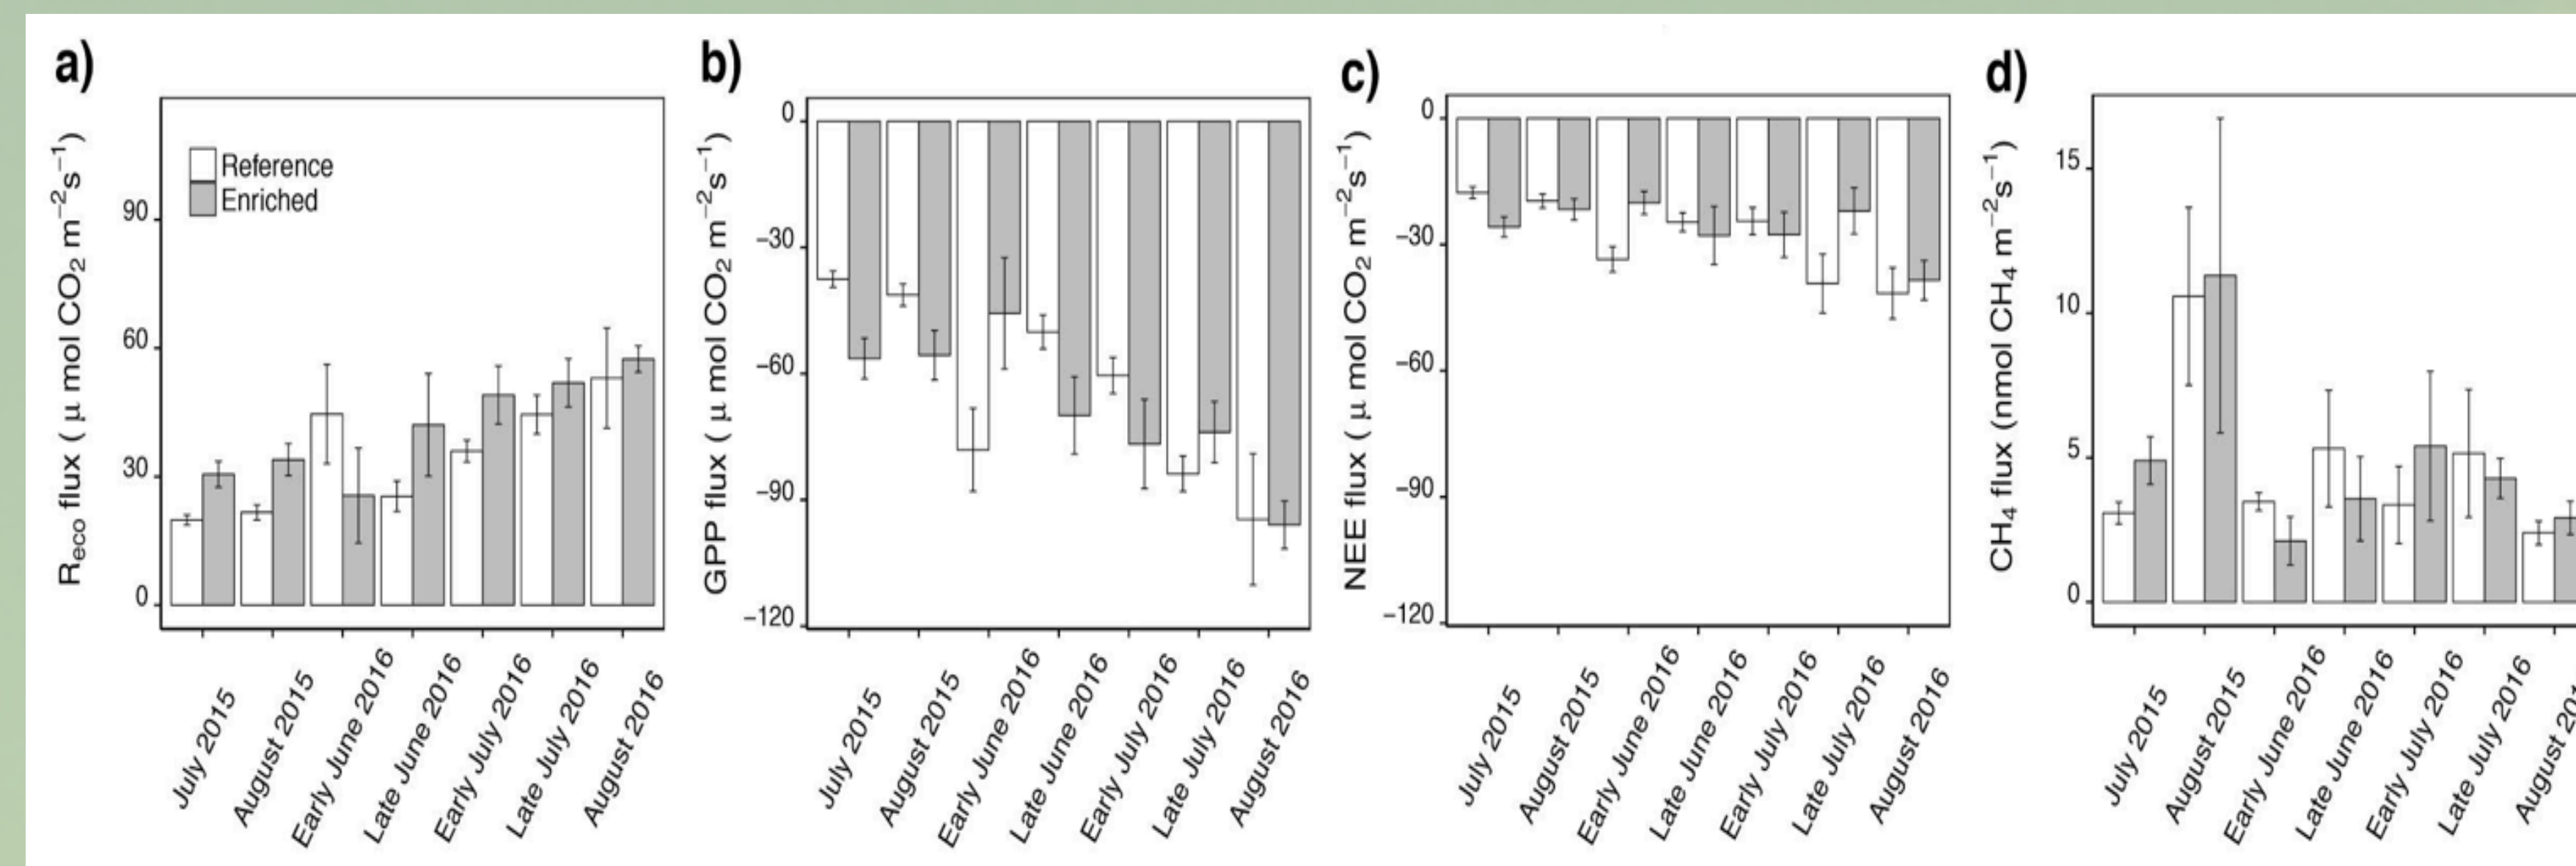 a)
R_eco flux ( μ mol CO₂ m⁻²s⁻¹)
90
60
30
0
Reference
Enriched
July 2015
August 2015
Early June 2016
Late June 2016
Early July 2016
Late July 2016
August 2016
b)
GPP flux ( μ mol CO₂ m⁻²s⁻¹)
0
−30
−60
−90
−120
July 2015
August 2015
Early June 2016
Late June 2016
Early July 2016
Late July 2016
August 2016
c)
NEE flux ( μ mol CO₂ m⁻²s⁻¹)
0
−30
−60
−90
−120
July 2015
August 2015
Early June 2016
Late June 2016
Early July 2016
Late July 2016
August 2016
d)
CH₄ flux (nmol CH₄ m⁻²s⁻¹)
15
10
5
0
July 2015
August 2015
Early June 2016
Late June 2016
Early July 2016
Late July 2016
August